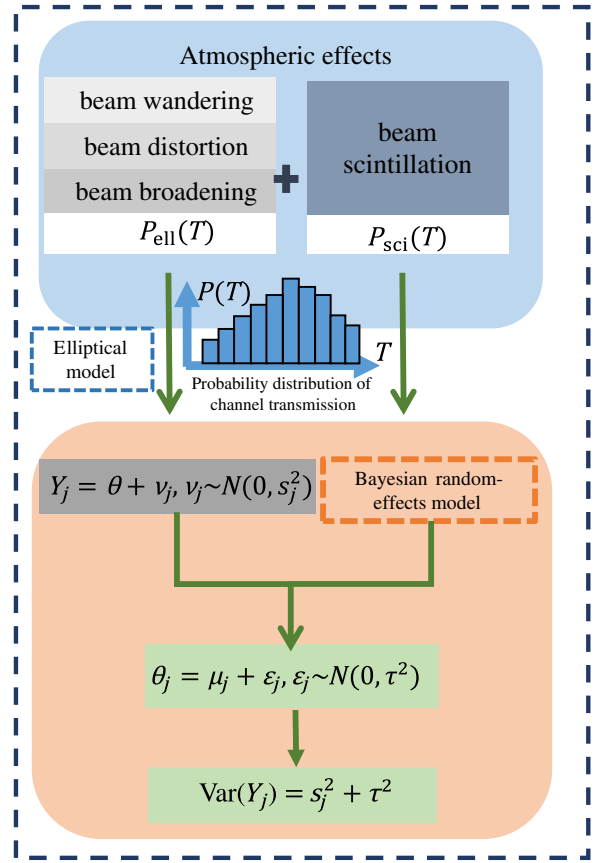 Atmospheric effects
beam wandering
beam distortion
beam broadening
P_ell(T)
+
beam
scintillation
P_sci(T)
P(T)
T
Elliptical
model
Probability distribution of
channel transmission
Y_j = θ + ν_j, ν_j~N(0, s_j^2)
Bayesian random-
effects model
θ_j = μ_j + ε_j, ε_j~N(0, τ^2)
Var(Y_j) = s_j^2 + τ^2